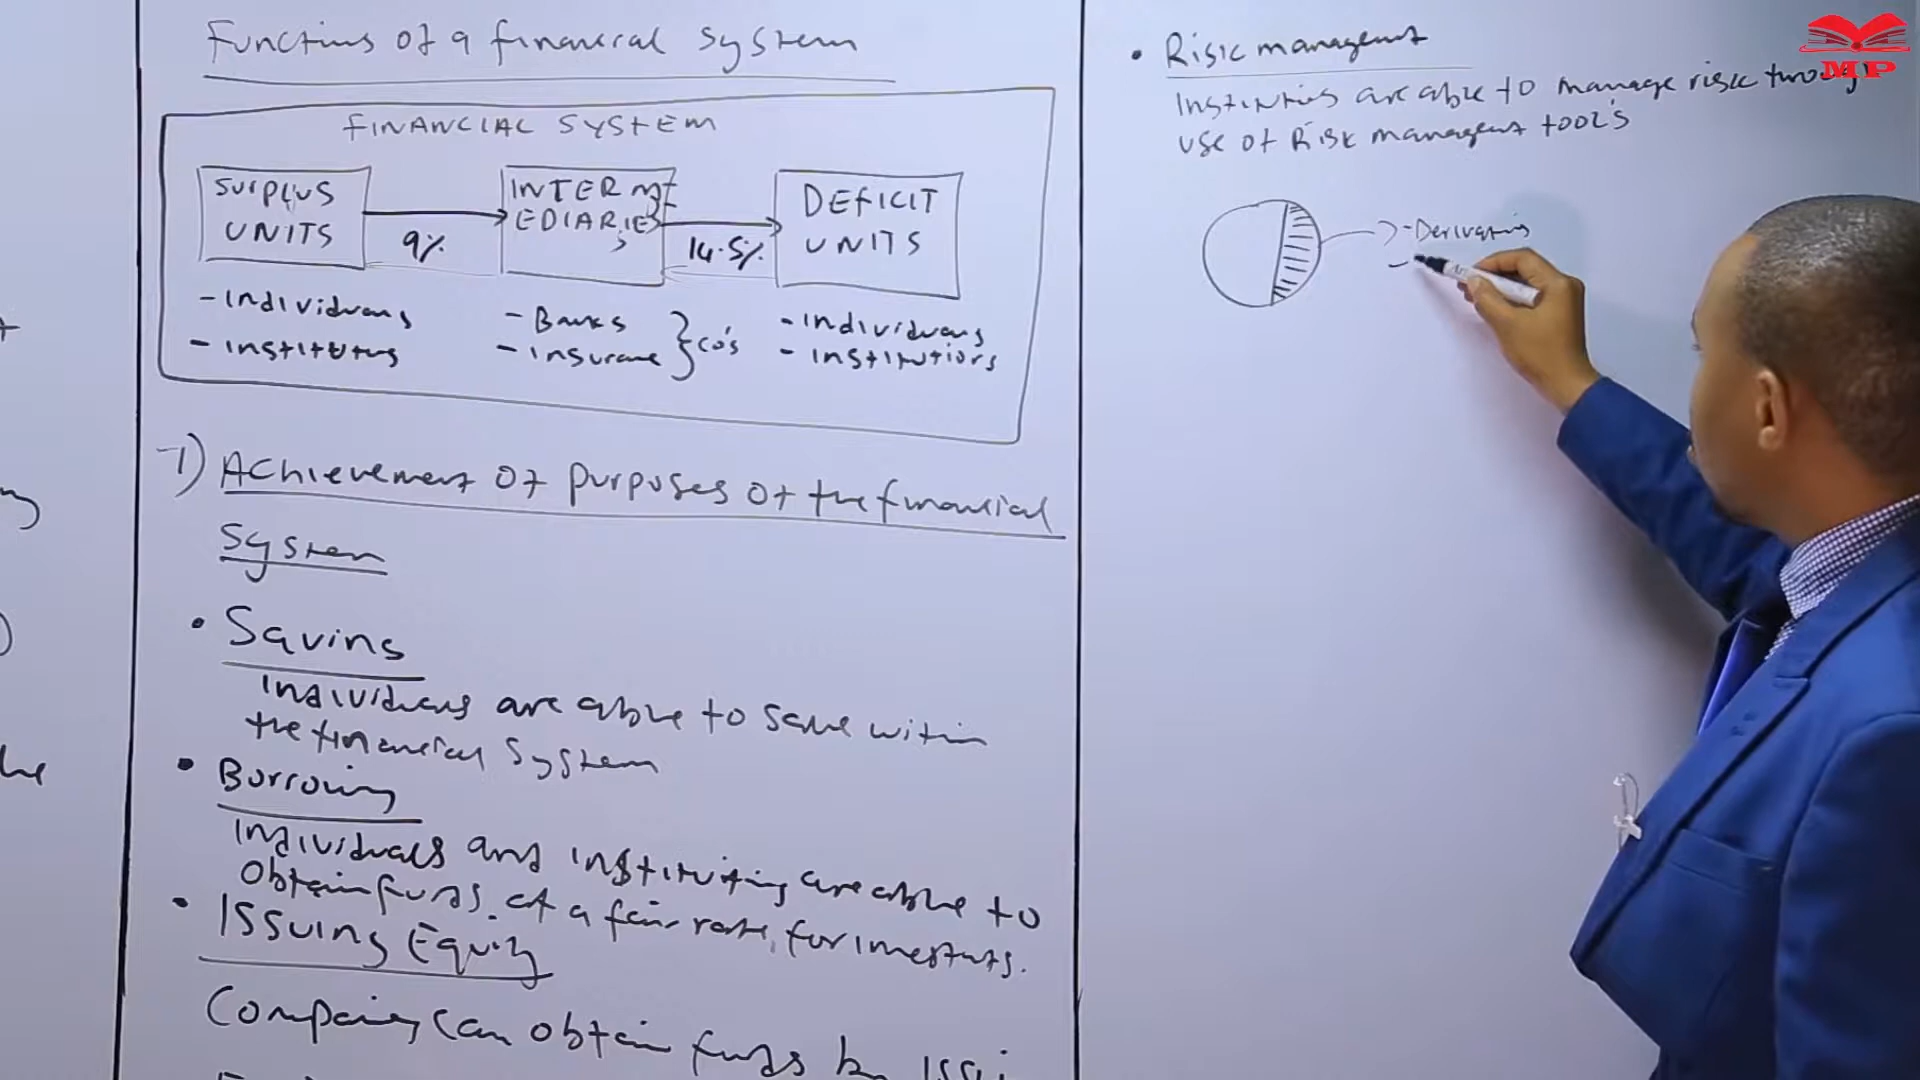 Functions of a financial system
FINANCIAL SYSTEM
SURPLUS UNITS
9%
INTERMEDIARIES
14.5%
DEFICIT UNITS
- Individuals
- Institutions
- Banks
- Insurance
} Co's
- Individuals
- Institutions
1) Achievement of purposes of the financial
System
• Savins
Individuals are able to save within
the financial System
• Borrowing
Individuals and institutions are able to
obtain funds at a fair rate, for investments.
• Issuing Equity
Companies can obtain funds by issui
• Risk management
Institutions are able to manage risk through
use of Risk management tools
- Derivatives
-
MP